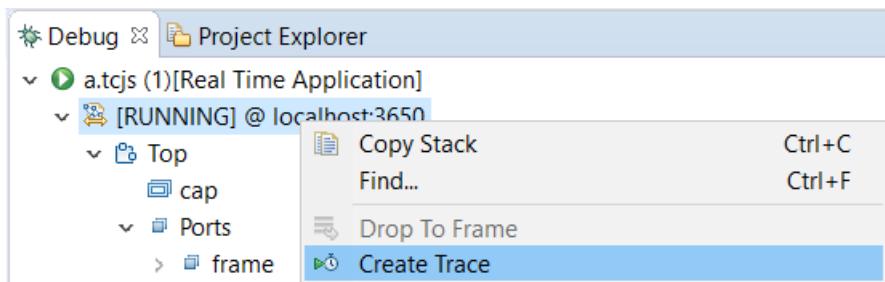 Debug Project Explorer
a.tcjs (1)[Real Time Application]
[RUNNING] @ localhost:3650
Copy Stack Ctrl+C
Top
Find... Ctrl+F
cap
Ports
Drop To Frame
frame
Create Trace